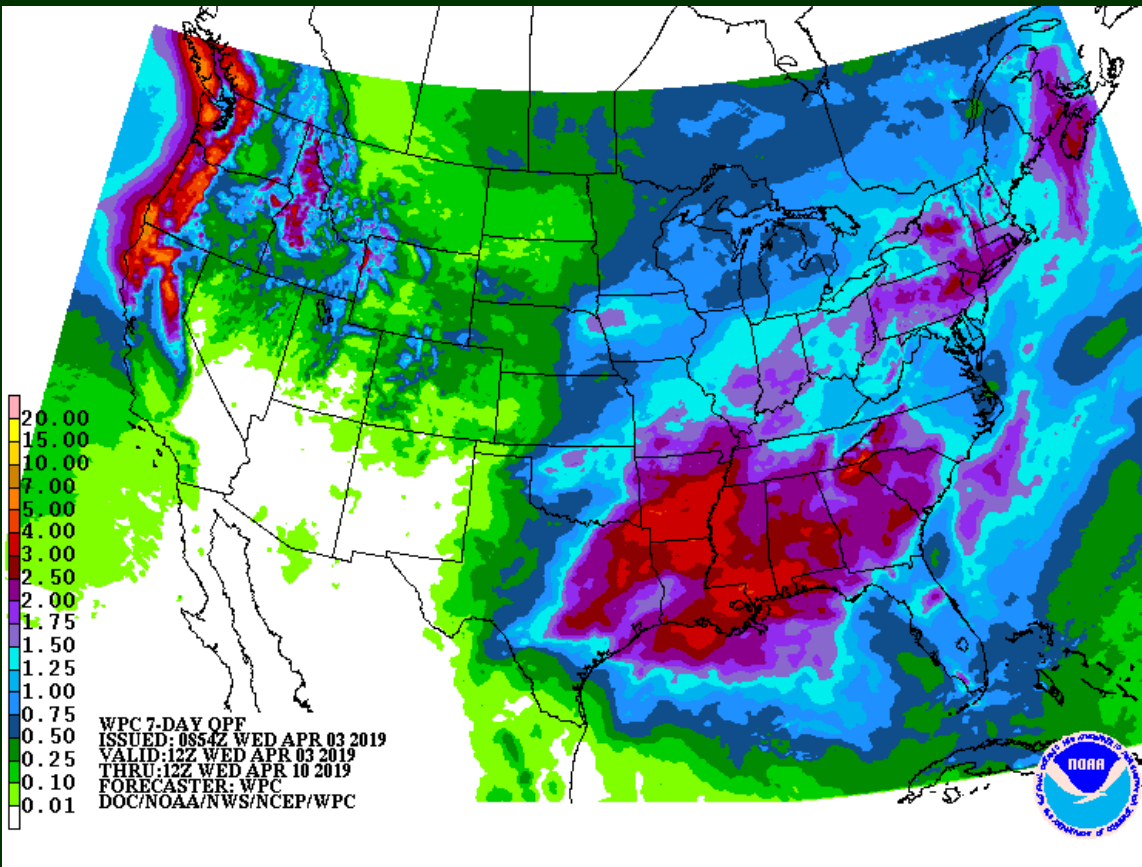 20.00
15.00
10.00
7.00
5.00
4.00
3.00
2.50
2.00
1.75
1.50
1.25
1.00
0.75
0.50
0.25
0.10
0.01
WPC 7-DAY QPF
ISSUED: 0854Z WED APR 03 2019
VALID:12Z WED APR 03 2019
THRU:12Z WED APR 10 2019
FORECASTER: WPC
DOC/NOAA/NWS/NCEP/WPC
NOAA